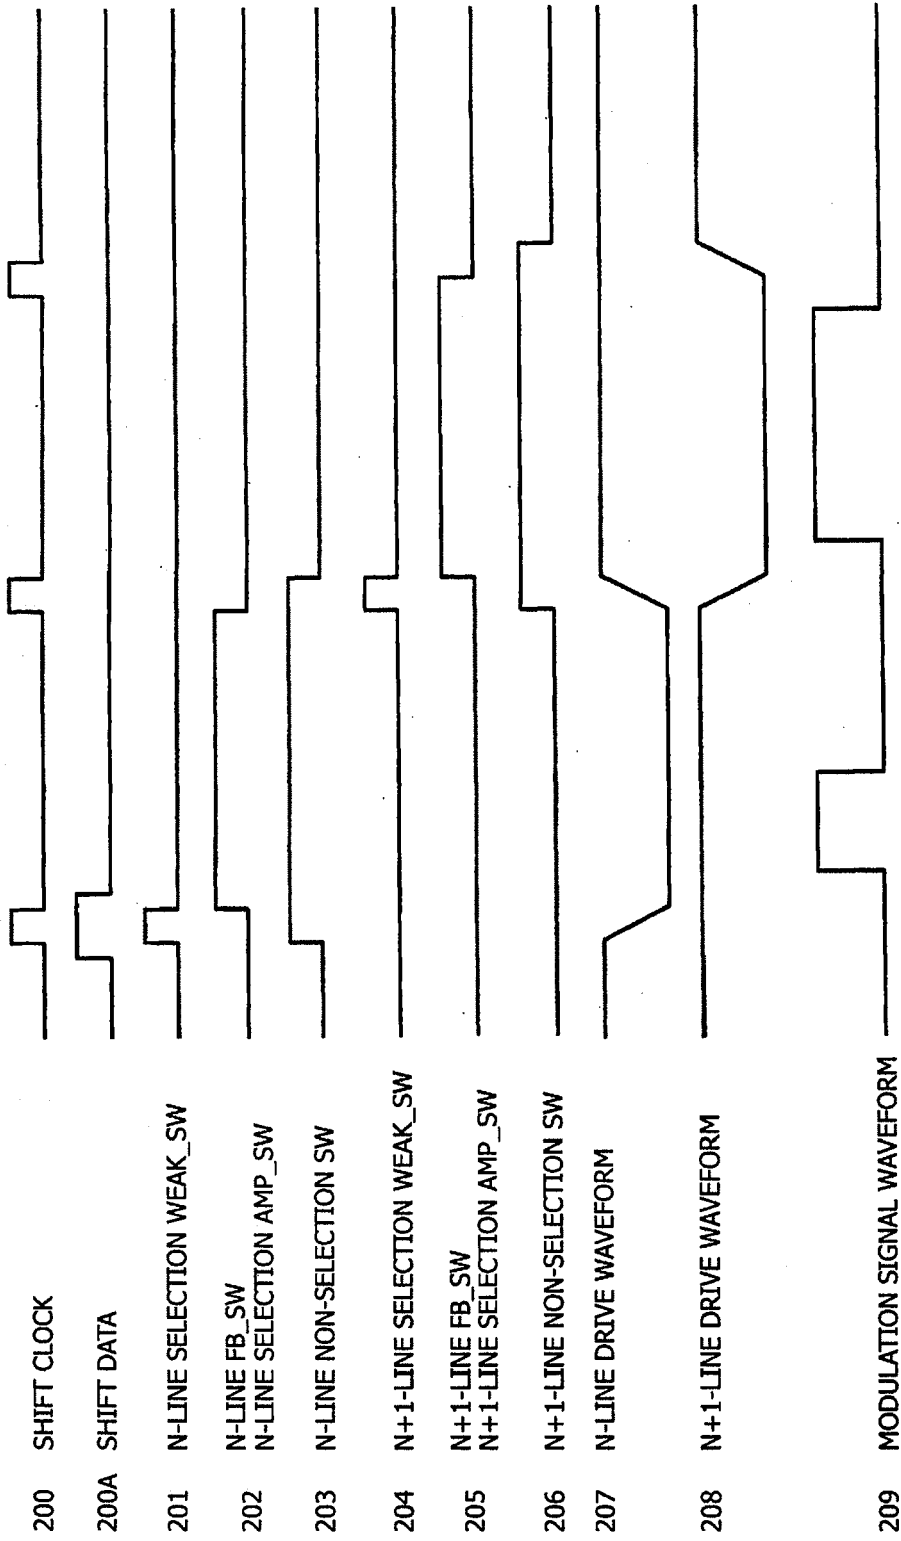 200 SHIFT CLOCK
200A SHIFT DATA
201 N-LINE SELECTION WEAK_SW
202 N-LINE FB_SW
N-LINE SELECTION AMP_SW
203 N-LINE NON-SELECTION SW
204 N+1-LINE SELECTION WEAK_SW
205 N+1-LINE FB_SW
N+1-LINE SELECTION AMP_SW
206 N+1-LINE NON-SELECTION SW
207 N-LINE DRIVE WAVEFORM
208 N+1-LINE DRIVE WAVEFORM
209 MODULATION SIGNAL WAVEFORM